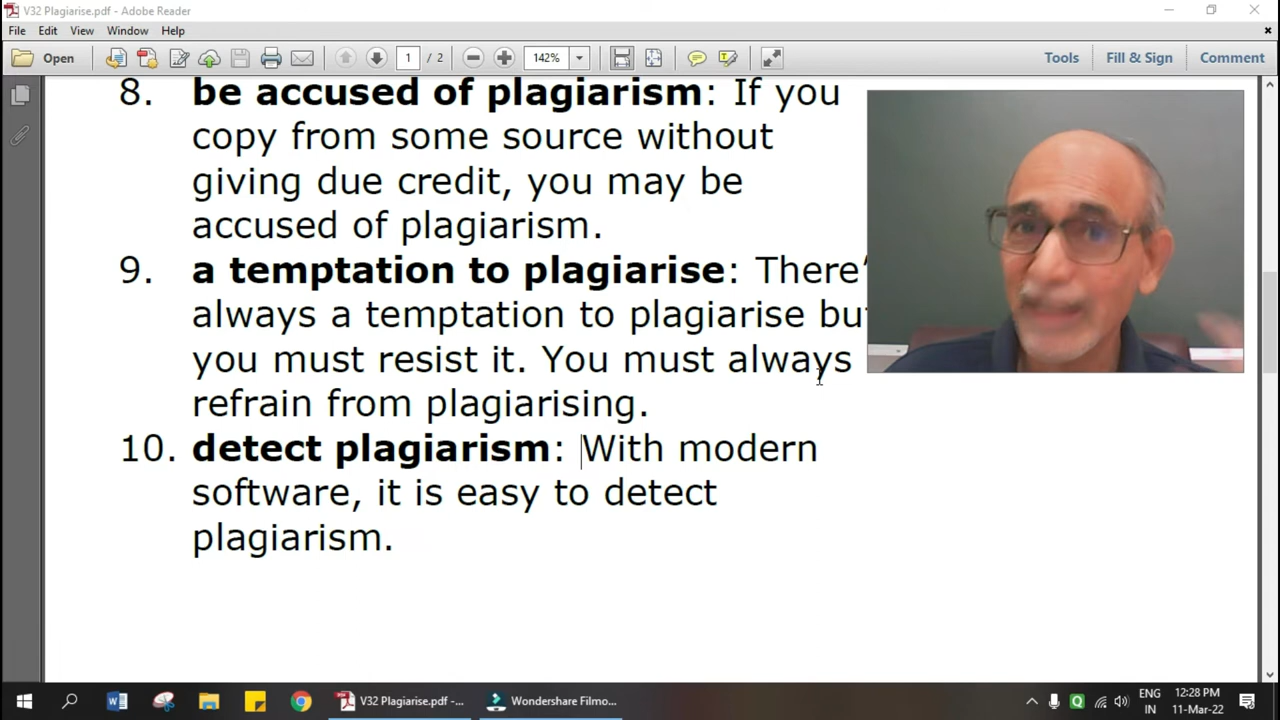 V32 Plagiarise.pdf - Adobe Reader
File Edit View Window Help
Open 1 / 2 142% Tools Fill & Sign Comment
8. be accused of plagiarism: If you
copy from some source without
giving due credit, you may be
accused of plagiarism.
9. a temptation to plagiarise: There'
always a temptation to plagiarise but
you must resist it. You must always
refrain from plagiarising.
10. detect plagiarism: With modern
software, it is easy to detect
plagiarism.
V32 Plagiarise.pdf -... Wondershare Filmo...
ENG 12:28 PM
IN 11-Mar-22